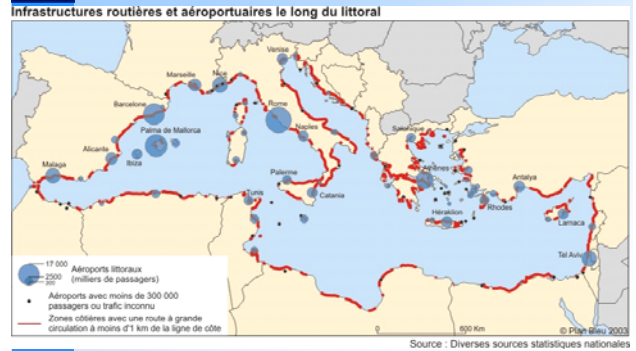 Infrastructures routières et aéroportuaires le long du littoral
Venise
Marseille
Nice
Barcelone
Rome
Palma de Mallorca
Naples
Salonique
Alicante
Ibiza
Malaga
Palerme
Athènes
Antalya
Tunis
Catania
Rhodes
Héraklion
Larnaca
Tel Aviv
17 000
2500
300
Aéroports littoraux
(milliers de passagers)
Aéroports avec moins de 300 000
passagers ou trafic inconnu
Zones côtières avec une route à grande
circulation à moins d'1 km de la ligne de côte
0 600 Km
© Plan Bleu 2003
Source : Diverses sources statistiques nationales